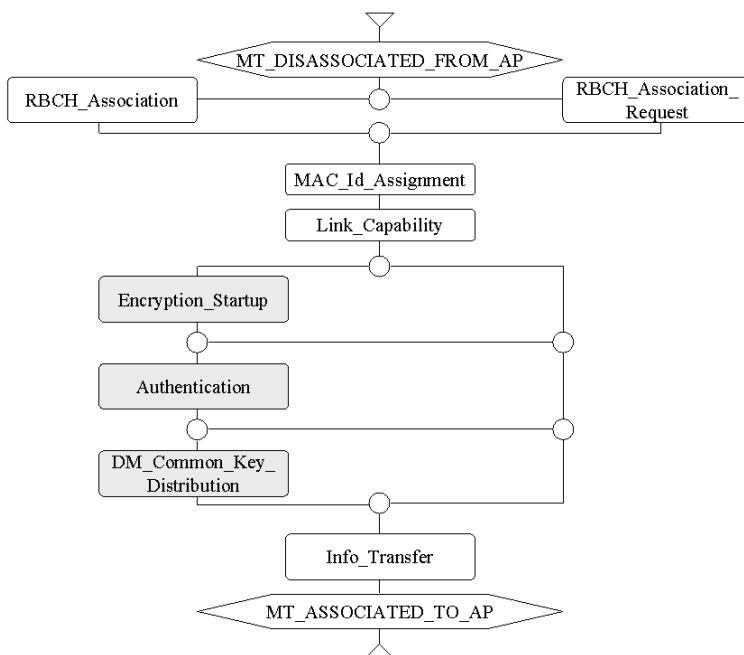 MT_DISASSOCIATED_FROM_AP
RBCH_Association
RBCH_Association_
Request
MAC_Id_Assignment
Link_Capability
Encryption_Startup
Authentication
DM_Common_Key_
Distribution
Info_Transfer
MT_ASSOCIATED_TO_AP